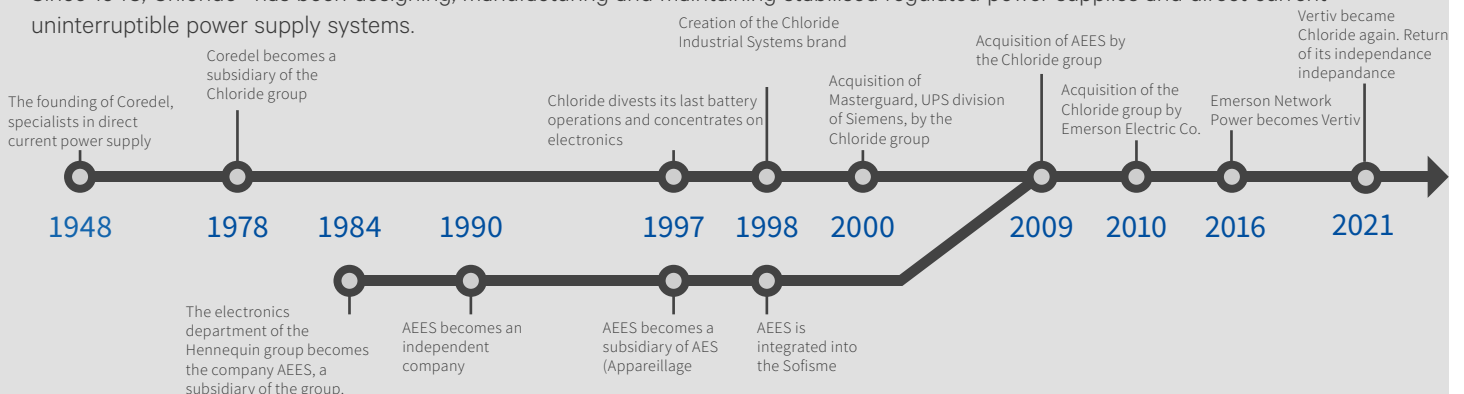 uninterruptible power supply systems.
Creation of the Chloride
Industrial Systems brand
Vertiv became
Chloride again. Return
of its independance
indepandance
Coredel becomes a
subsidiary of the
Chloride group
Acquisition of AEES by
the Chloride group
The founding of Coredel,
specialists in direct
current power supply
Chloride divests its last battery
operations and concentrates on
electronics
Acquisition of
Masterguard, UPS division
of Siemens, by the
Chloride group
Acquisition of the
Chloride group by
Emerson Electric Co.
Emerson Network
Power becomes Vertiv
1948
1978
1984
1990
1997
1998
2000
2009
2010
2016
2021
The electronics
department of the
Hennequin group becomes
the company AEES, a
subsidiary of the group.
AEES becomes an
independent
company
AEES becomes a
subsidiary of AES
(Appareillage
AEES is
integrated into
the Sofisme